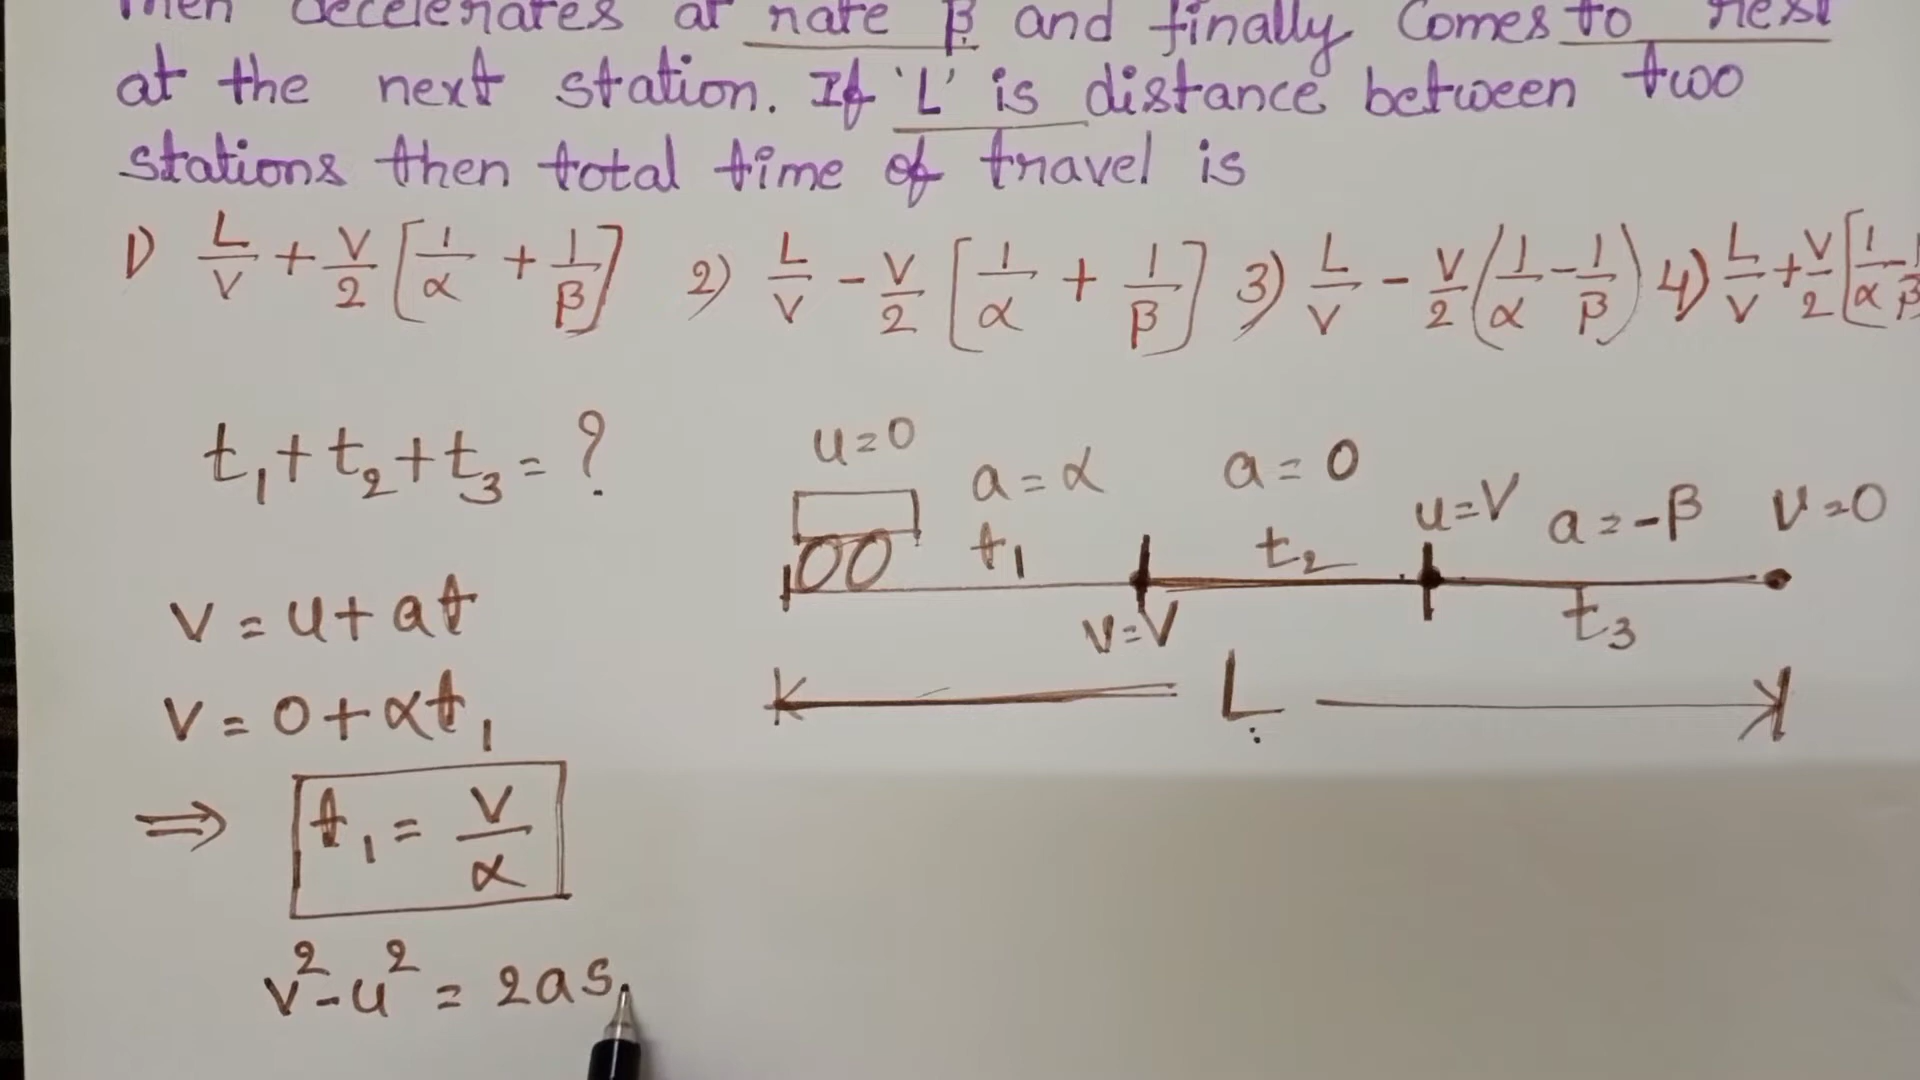 then decelerates at rate β and finally comes to rest
at the next station. If 'L' is distance between two
stations then total time of travel is
1) L/V + V/2 [1/α + 1/β] 2) L/V - V/2 [1/α + 1/β] 3) L/V - V/2 (1/α - 1/β) 4) L/V + V/2 [1/α - 1/β
t₁ + t₂ + t₃ = ?
u=0 a=α a=0 u=V a=-β V=0
t₁ t₂ t₃
V=V
L
V = u + at
V = 0 + αt₁
⇒ t₁ = V/α
V² - u² = 2as